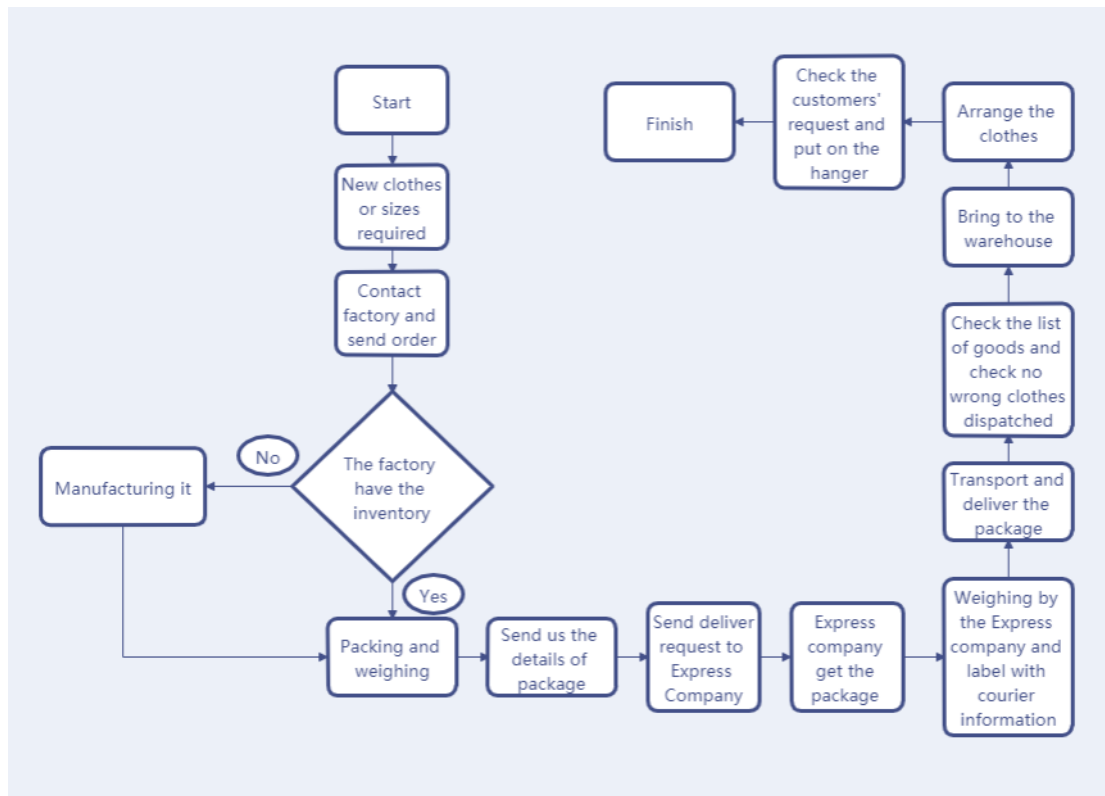 Start
New clothes
or sizes
required
Contact
factory and
send order
The factory
have the
inventory
No
Manufacturing it
Yes
Packing and
weighing
Send us the
details of
package
Send deliver
request to
Express
Company
Express
company
get the
package
Weighing by
the Express
company and
label with
courier
information
Transport and
deliver the
package
Check the list
of goods and
check no
wrong clothes
dispatched
Bring to the
warehouse
Arrange the
clothes
Check the
customers'
request and
put on the
hanger
Finish